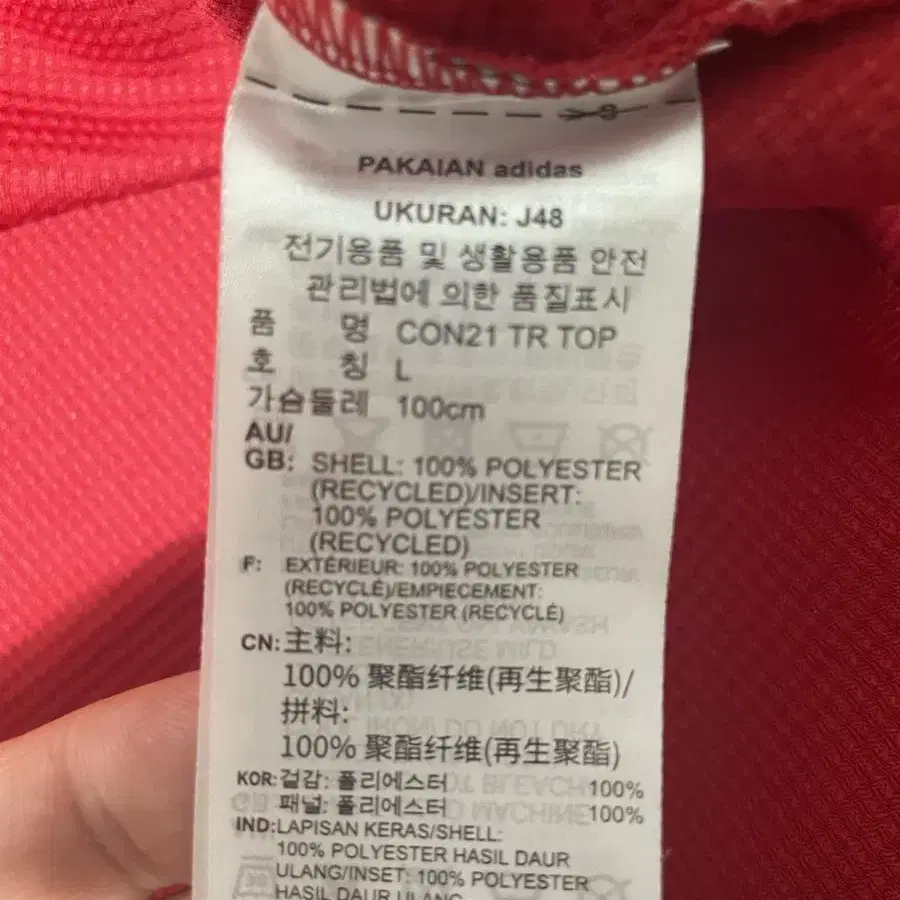 PAKAIAN adidas
UKURAN: J48
전기용품 및 생활용품 안전
관리법에 의한 품질표시
품 명 CON21 TR TOP
호 칭 L
가슴둘레 100cm
AU/
GB: SHELL: 100% POLYESTER
(RECYCLED)/INSERT:
100% POLYESTER
(RECYCLED)
F: EXTÉRIEUR: 100% POLYESTER
(RECYCLÉ)/EMPIECEMENT:
100% POLYESTER (RECYCLÉ)
CN: 主料:
100% 聚酯纤维(再生聚酯)/
拼料:
100% 聚酯纤维(再生聚酯)
KOR: 겉감: 폴리에스터 100%
패널: 폴리에스터 100%
IND: LAPISAN KERAS/SHELL:
100% POLYESTER HASIL DAUR
ULANG/INSET: 100% POLYESTER
HASIL DAUR ULANG